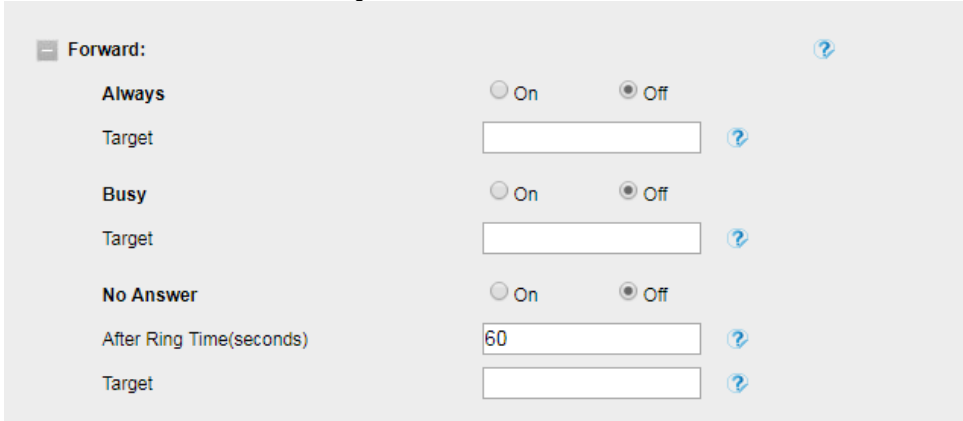 Forward:
Always On Off
Target
Busy On Off
Target
No Answer On Off
After Ring Time(seconds) 60
Target